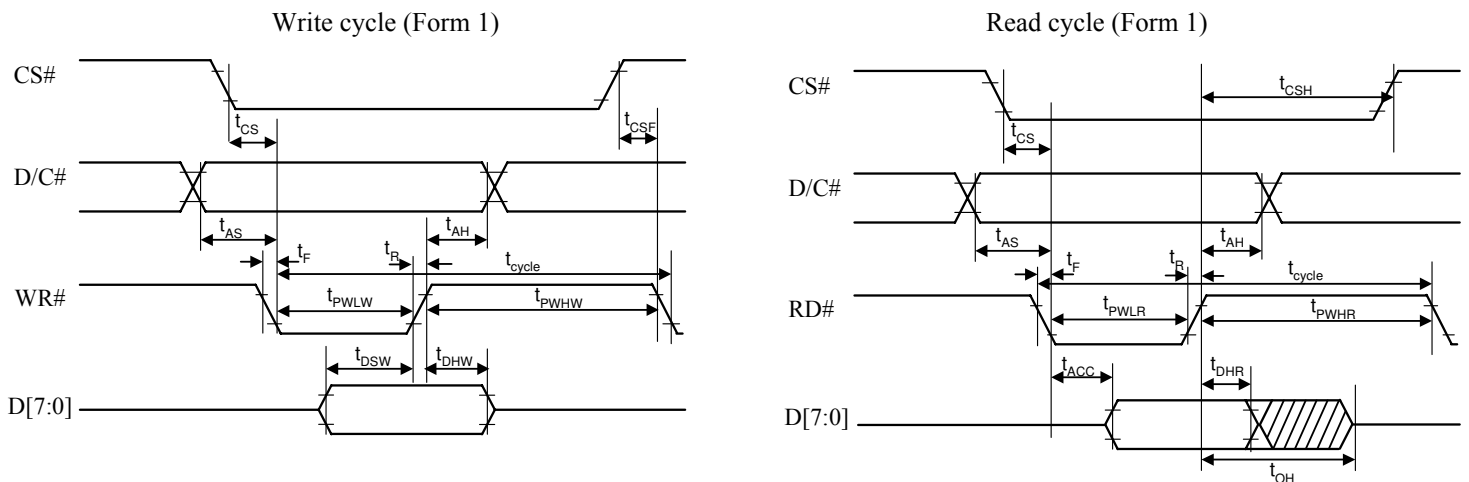 Write cycle (Form 1)
CS#
tCS
tCSF
D/C#
tAS
tAH
tF
tR
tcycle
WR#
tPWLW
tPWHW
tDSW
tDHW
D[7:0]
Read cycle (Form 1)
CS#
tCSH
tCS
D/C#
tAS
tAH
tF
tR
tcycle
RD#
tPWLR
tPWHR
tACC
tDHR
D[7:0]
tOH